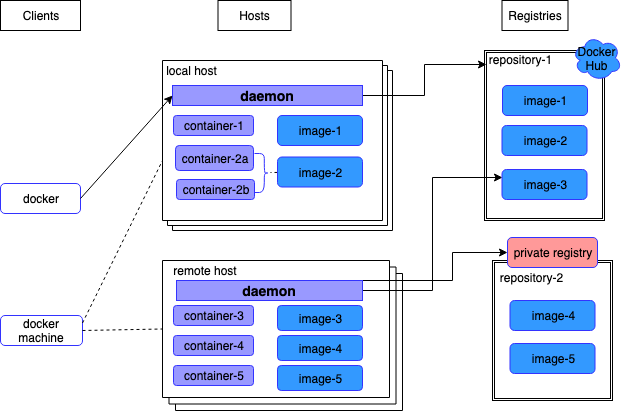 Clients
Hosts
Registries
local host
daemon
container-1
image-1
container-2a
image-2
container-2b
remote host
daemon
container-3
image-3
container-4
image-4
container-5
image-5
docker
docker
machine
repository-1
Docker
Hub
image-1
image-2
image-3
private registry
repository-2
image-4
image-5